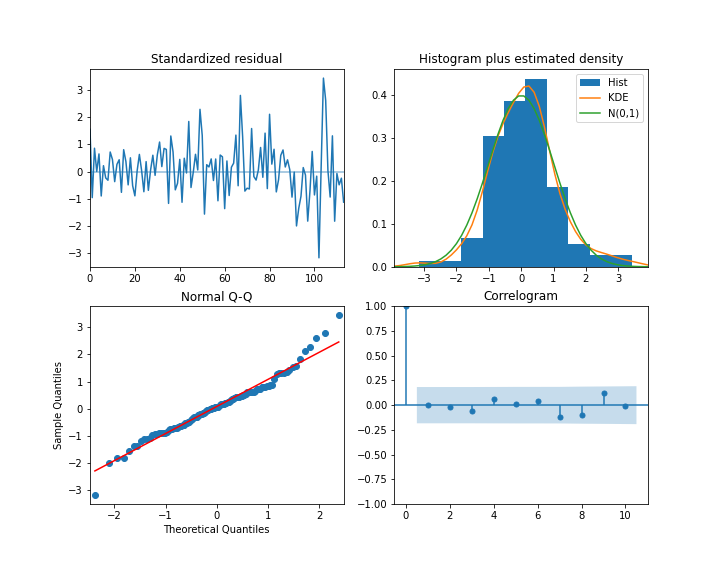 Standardized residual
3
2
1
0
−1
−2
−3
0 20 40 60 80 100
Histogram plus estimated density
Hist
KDE
N(0,1)
0.4
0.3
0.2
0.1
0.0
−3 −2 −1 0 1 2 3
Normal Q-Q
Sample Quantiles
3
2
1
0
−1
−2
−3
−2 −1 0 1 2
Theoretical Quantiles
Correlogram
1.00
0.75
0.50
0.25
0.00
−0.25
−0.50
−0.75
−1.00
0 2 4 6 8 10